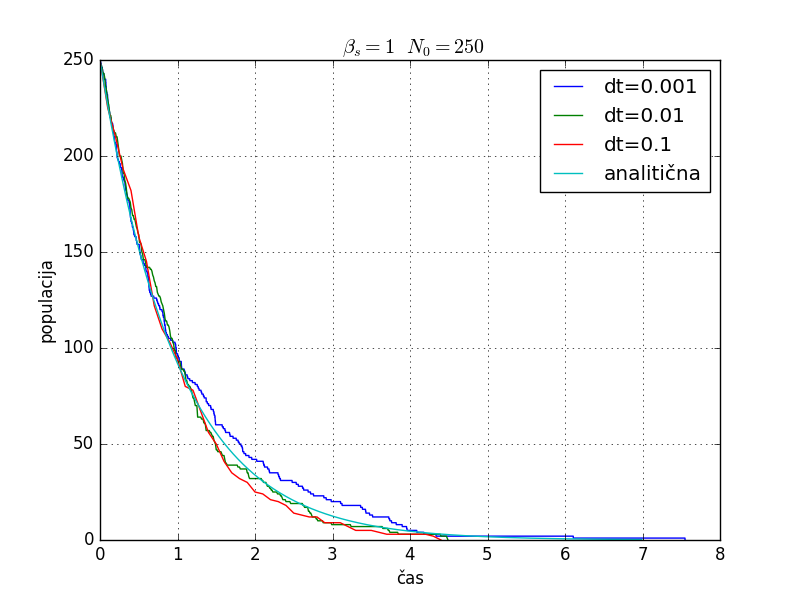 β_s = 1 N_0 = 250
250
200
150
100
50
0
populacija
dt=0.001
dt=0.01
dt=0.1
analitična
0 1 2 3 4 5 6 7 8
čas